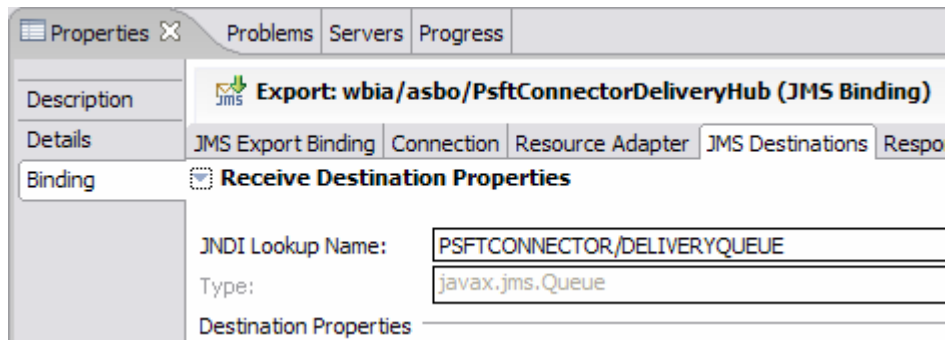 Properties Problems Servers Progress
Export: wbia/asbo/PsftConnectorDeliveryHub (JMS Binding)
Description
Details
Binding
JMS Export Binding Connection Resource Adapter JMS Destinations Respo
Receive Destination Properties
JNDI Lookup Name: PSFTCONNECTOR/DELIVERYQUEUE
Type: javax.jms.Queue
Destination Properties